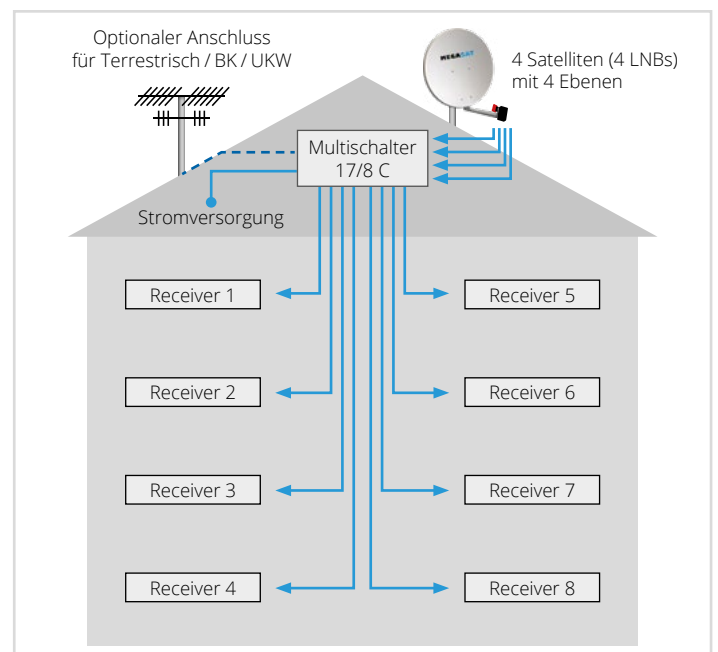 Optionaler Anschluss
für Terrestrisch / BK / UKW
MEGASAT
4 Satelliten (4 LNBs)
mit 4 Ebenen
Multischalter
17/8 C
Stromversorgung
Receiver 1
Receiver 5
Receiver 2
Receiver 6
Receiver 3
Receiver 7
Receiver 4
Receiver 8